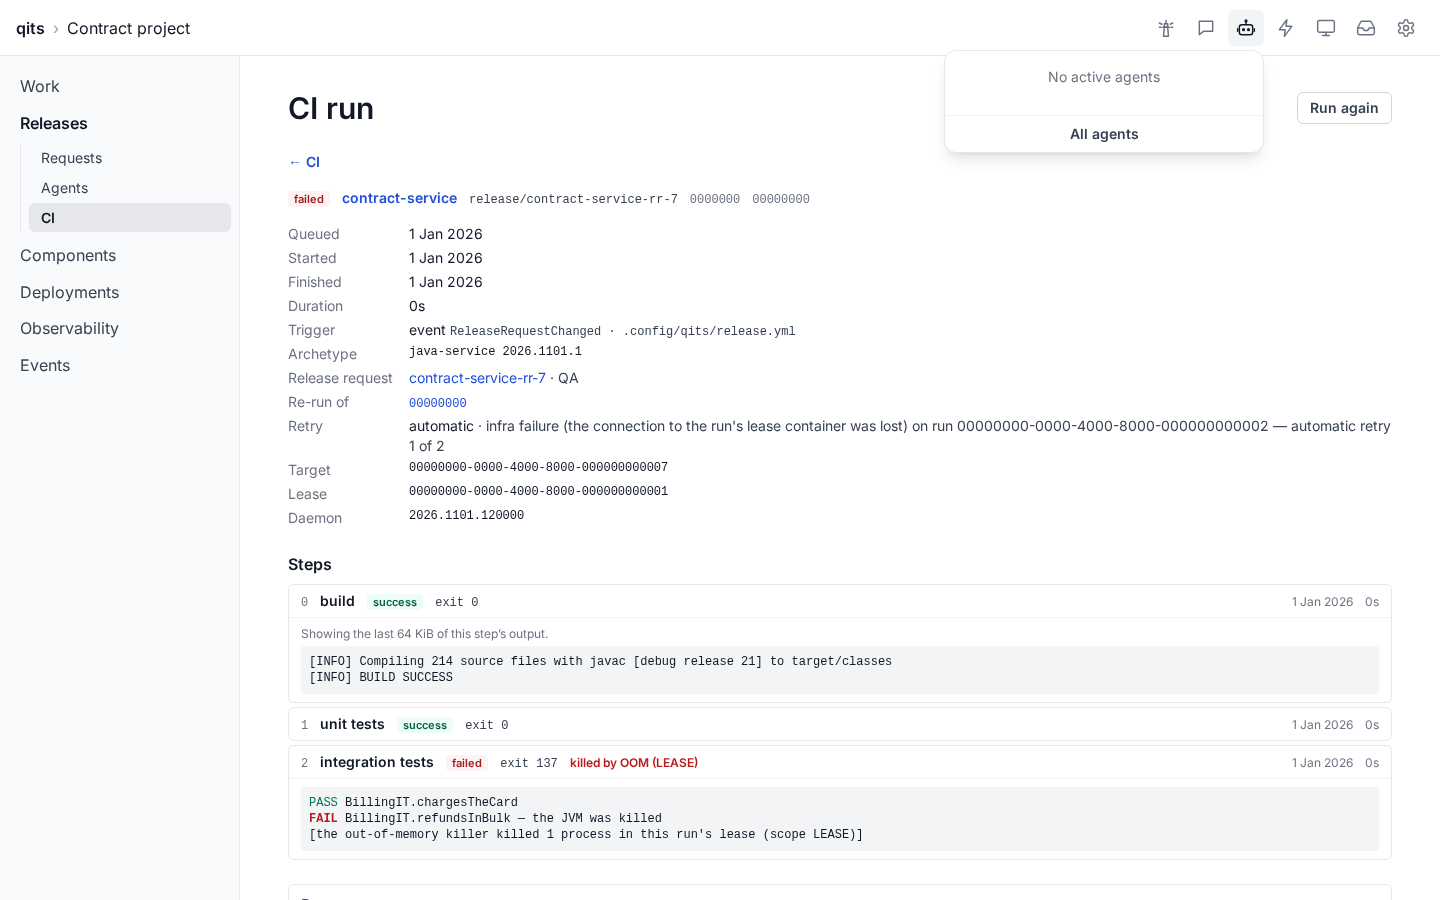 qits › Contract project
No active agents
All agents
Work
Releases
Requests
Agents
CI
Components
Deployments
Observability
Events
CI run
Run again
← CI
failed contract-service release/contract-service-rr-7 0000000 00000000
Queued 1 Jan 2026
Started 1 Jan 2026
Finished 1 Jan 2026
Duration 0s
Trigger event ReleaseRequestChanged · .config/qits/release.yml
Archetype java-service 2026.1101.1
Release request contract-service-rr-7 · QA
Re-run of 00000000
Retry automatic · infra failure (the connection to the run's lease container was lost) on run 00000000-0000-4000-8000-000000000002 — automatic retry
1 of 2
Target 00000000-0000-4000-8000-000000000007
Lease 00000000-0000-4000-8000-000000000001
Daemon 2026.1101.120000
Steps
0 build success exit 0 1 Jan 2026 0s
Showing the last 64 KiB of this step's output.
[INFO] Compiling 214 source files with javac [debug release 21] to target/classes
[INFO] BUILD SUCCESS
1 unit tests success exit 0 1 Jan 2026 0s
2 integration tests failed exit 137 killed by OOM (LEASE) 1 Jan 2026 0s
PASS BillingIT.chargesTheCard
FAIL BillingIT.refundsInBulk — the JVM was killed
[the out-of-memory killer killed 1 process in this run's lease (scope LEASE)]